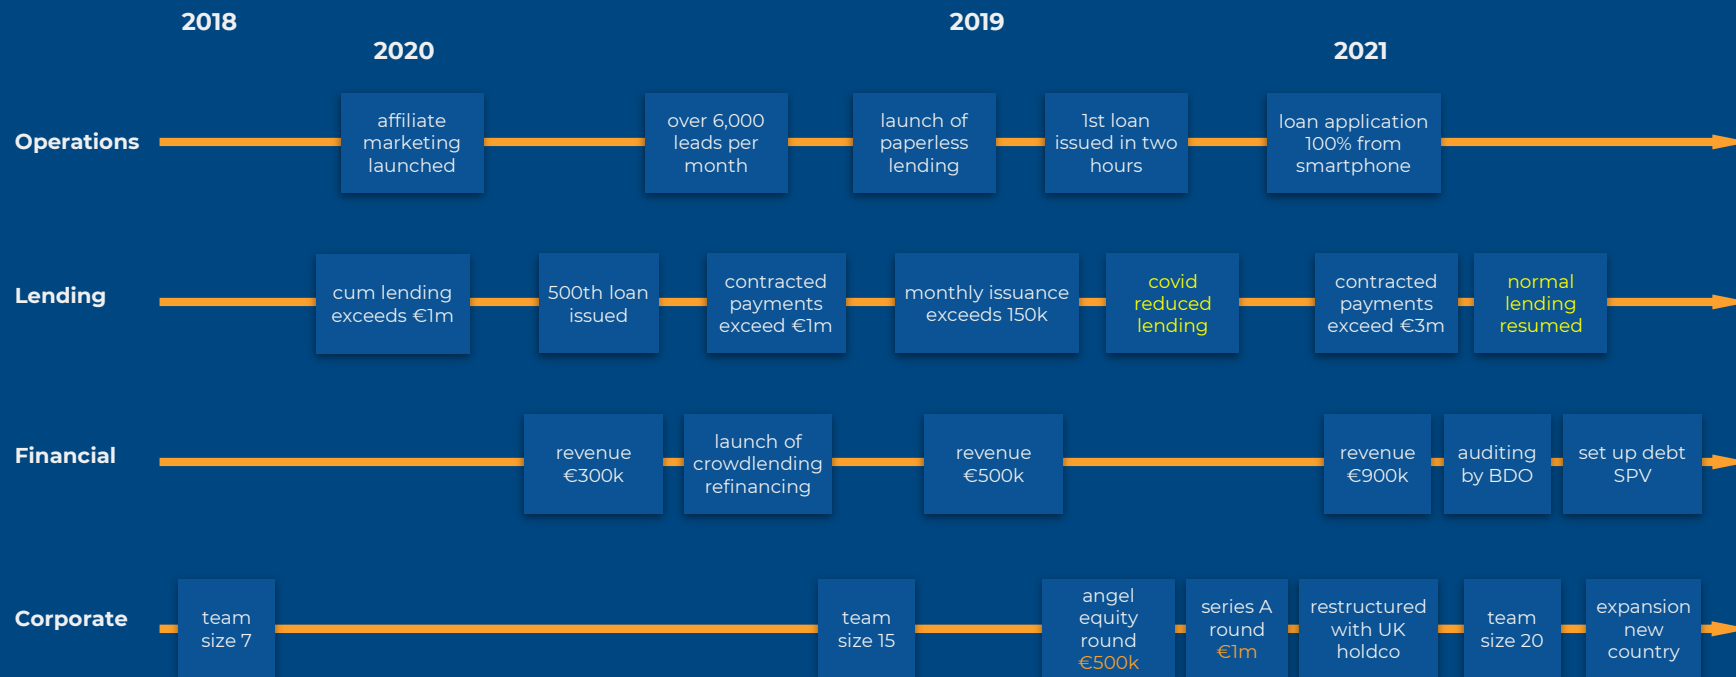 2018
2019
2020
2021
Operations
affiliate
marketing
launched
over 6,000
leads per
month
launch of
paperless
lending
1st loan
issued in two
hours
loan application
100% from
smartphone
Lending
cum lending
exceeds €1m
500th loan
issued
contracted
payments
exceed €1m
monthly issuance
exceeds 150k
covid
reduced
lending
contracted
payments
exceed €3m
normal
lending
resumed
Financial
revenue
€300k
launch of
crowdlending
refinancing
revenue
€500k
revenue
€900k
auditing
by BDO
set up debt
SPV
Corporate
team
size 7
team
size 15
angel
equity
round
€500k
series A
round
€1m
restructured
with UK
holdco
team
size 20
expansion
new
country